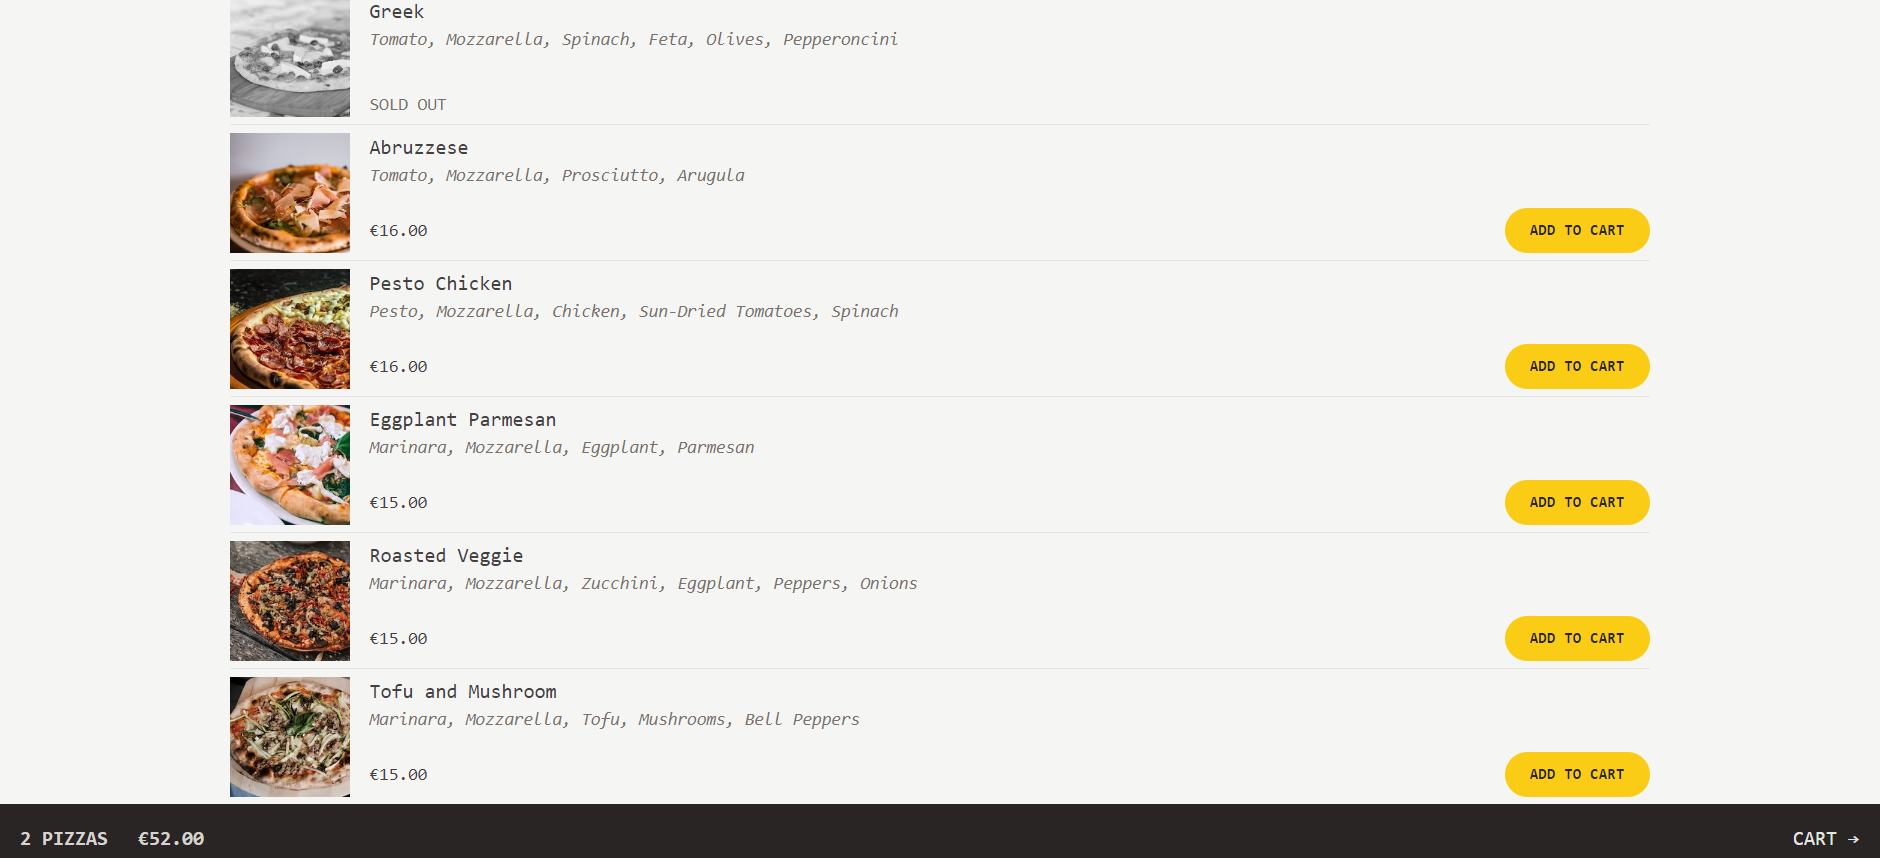 Greek
Tomato, Mozzarella, Spinach, Feta, Olives, Pepperoncini
SOLD OUT
Abruzzese
Tomato, Mozzarella, Prosciutto, Arugula
€16.00
ADD TO CART
Pesto Chicken
Pesto, Mozzarella, Chicken, Sun-Dried Tomatoes, Spinach
€16.00
ADD TO CART
Eggplant Parmesan
Marinara, Mozzarella, Eggplant, Parmesan
€15.00
ADD TO CART
Roasted Veggie
Marinara, Mozzarella, Zucchini, Eggplant, Peppers, Onions
€15.00
ADD TO CART
Tofu and Mushroom
Marinara, Mozzarella, Tofu, Mushrooms, Bell Peppers
€15.00
ADD TO CART
2 PIZZAS €52.00 CART →